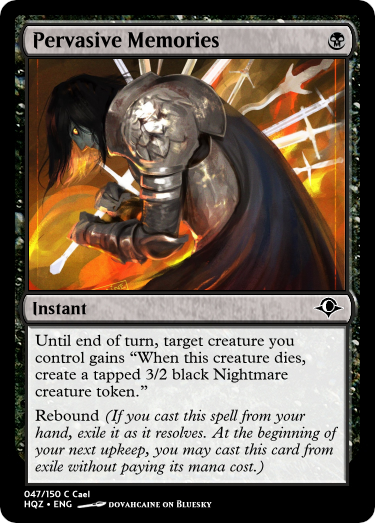 Pervasive Memories
Instant
Until end of turn, target creature you
control gains “When this creature dies,
create a tapped 3/2 black Nightmare
creature token.”
Rebound (If you cast this spell from your
hand, exile it as it resolves. At the beginning of
your next upkeep, you may cast this card from
exile without paying its mana cost.)
047/150 C Cael
HQZ • ENG DOVAHCAINE ON BLUESKY